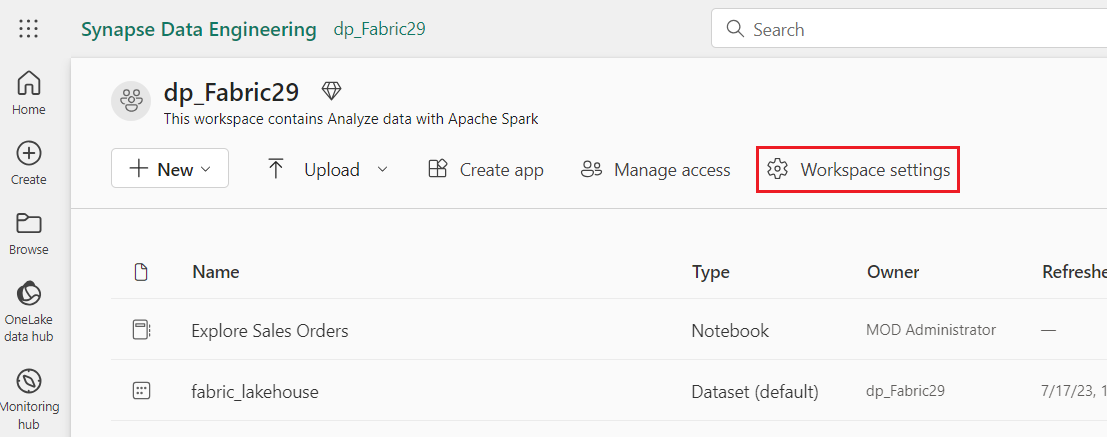 Synapse Data Engineering dp_Fabric29
Search
Home
Create
Browse
OneLake
data hub
Monitoring
hub
dp_Fabric29
This workspace contains Analyze data with Apache Spark
New Upload Create app Manage access Workspace settings
Name Type Owner Refreshe
Explore Sales Orders Notebook MOD Administrator —
fabric_lakehouse Dataset (default) dp_Fabric29 7/17/23, 1